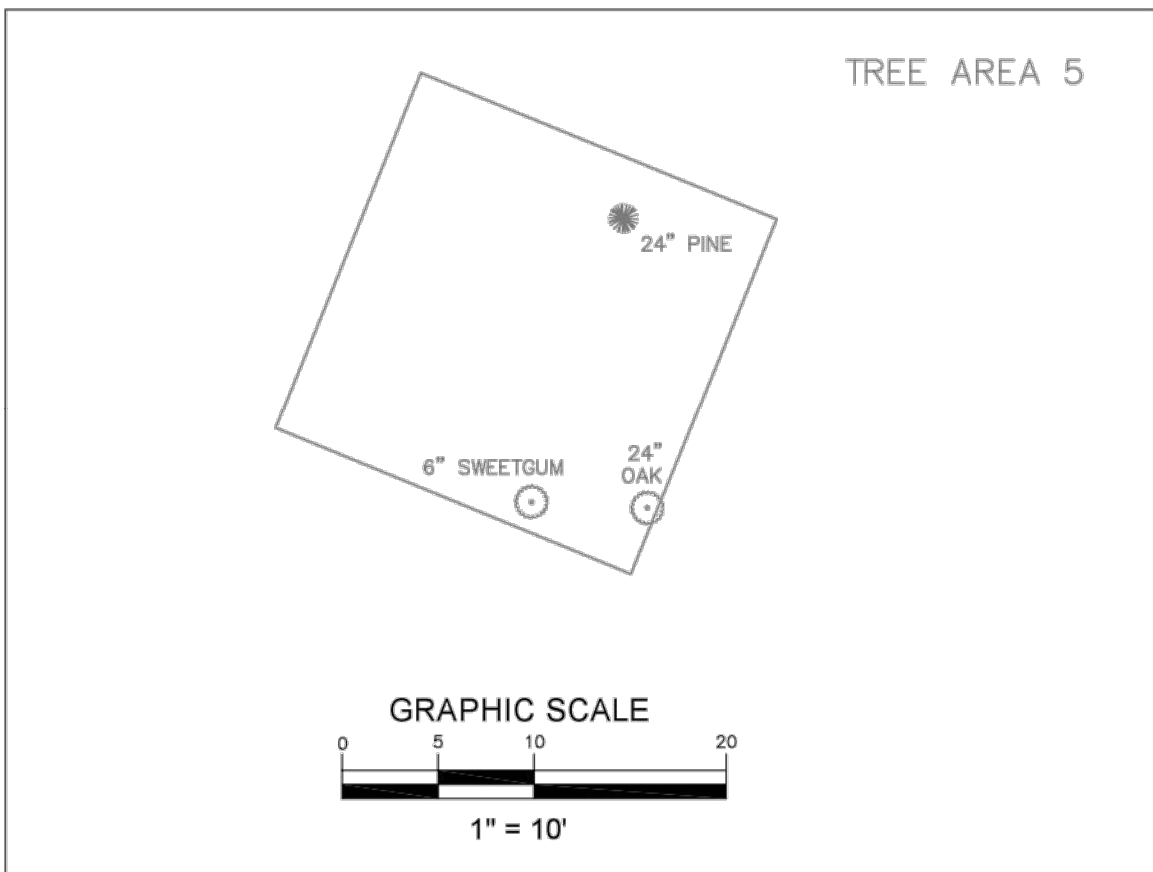 TREE AREA 5
24" PINE
24"
OAK
6" SWEETGUM
GRAPHIC SCALE
0 5 10 20
1" = 10'